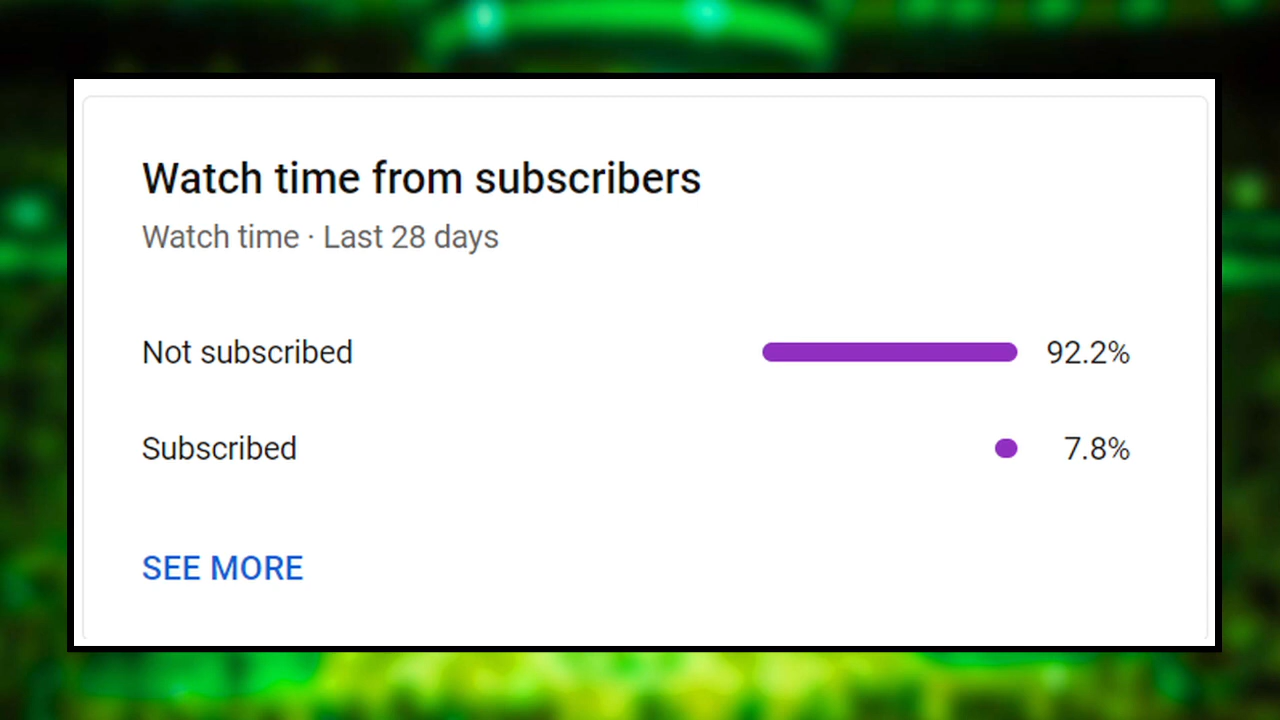 Watch time from subscribers
Watch time · Last 28 days
Not subscribed 92.2%
Subscribed 7.8%
SEE MORE